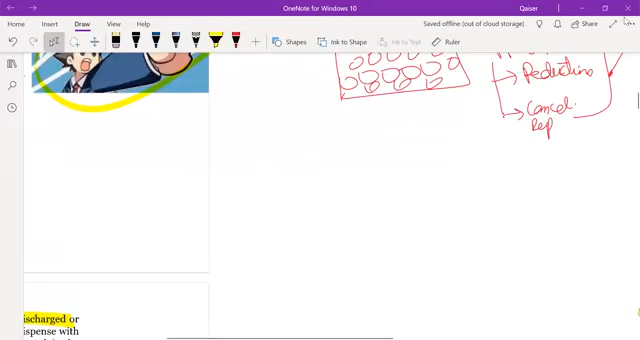 OneNote for Windows 10
Qaiser
Home
Insert
Draw
View
Help
Saved offline (out of cloud storage)
Share
Shapes
Ink to Shape
Ink to Text
Ruler
Cancel.
Rep
ischarged or
ispense with